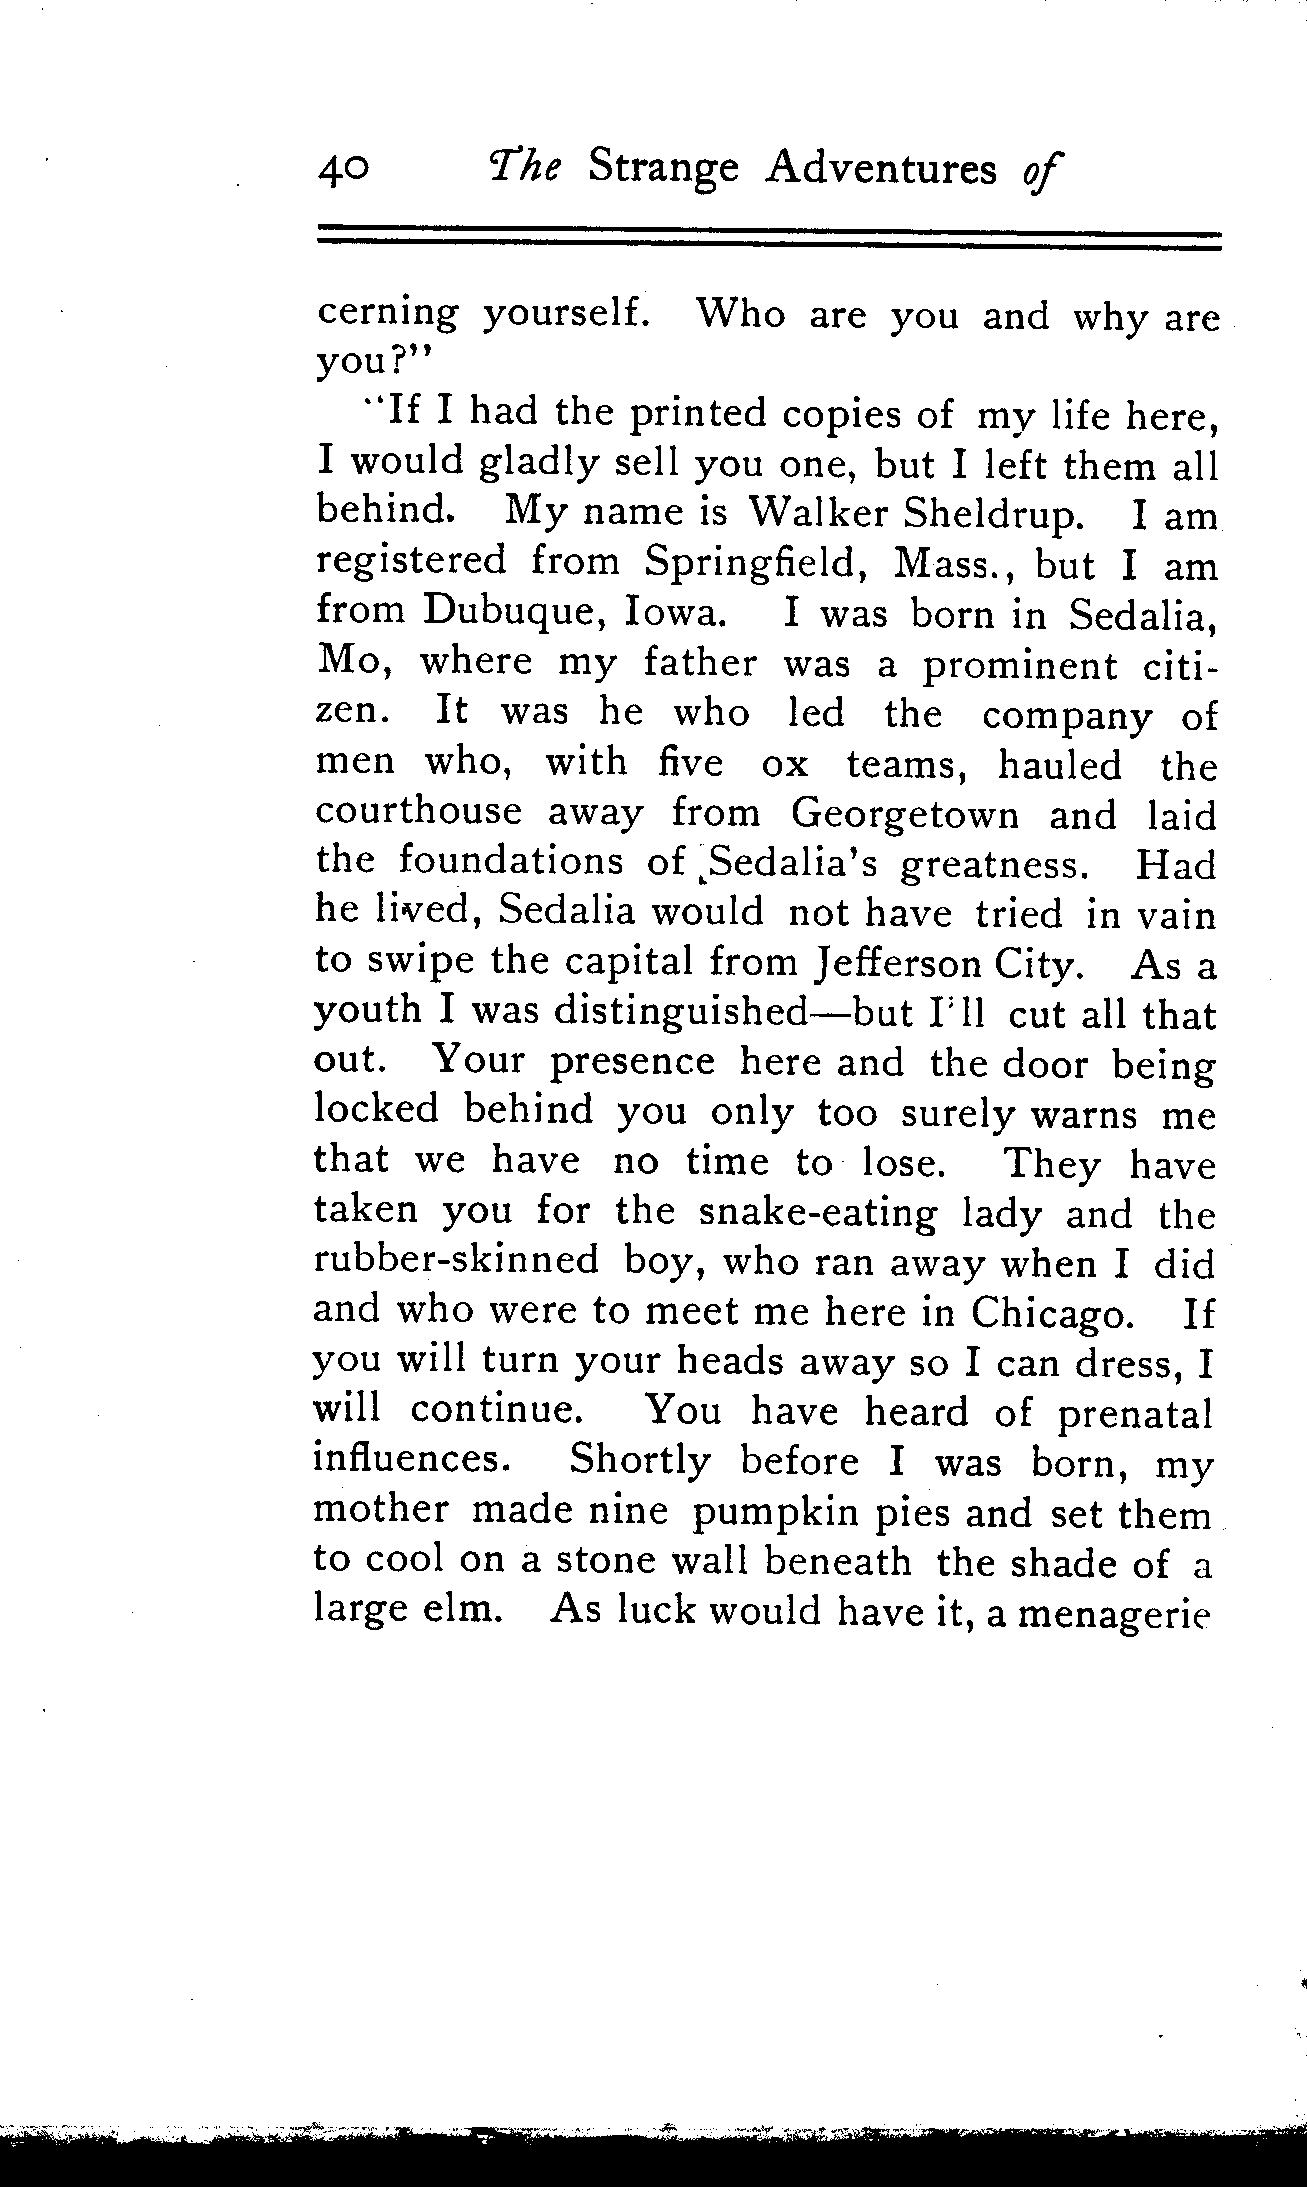 40 The Strange Adventures of
cerning yourself. Who are you and why are
you?"
"If I had the printed copies of my life here,
I would gladly sell you one, but I left them all
behind. My name is Walker Sheldrup. I am
registered from Springfield, Mass., but I am
from Dubuque, Iowa. I was born in Sedalia,
Mo, where my father was a prominent citi-
zen. It was he who led the company of
men who, with five ox teams, hauled the
courthouse away from Georgetown and laid
the foundations of Sedalia's greatness. Had
he lived, Sedalia would not have tried in vain
to swipe the capital from Jefferson City. As a
youth I was distinguished—but I'll cut all that
out. Your presence here and the door being
locked behind you only too surely warns me
that we have no time to lose. They have
taken you for the snake-eating lady and the
rubber-skinned boy, who ran away when I did
and who were to meet me here in Chicago. If
you will turn your heads away so I can dress, I
will continue. You have heard of prenatal
influences. Shortly before I was born, my
mother made nine pumpkin pies and set them
to cool on a stone wall beneath the shade of a
large elm. As luck would have it, a menagerie